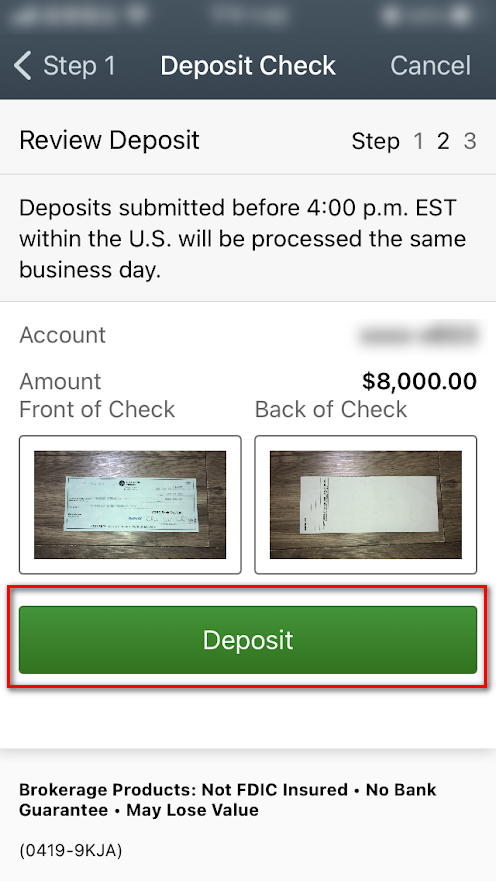 Step 1
Deposit Check
Cancel
Review Deposit
Step 1 2 3
Deposits submitted before 4:00 p.m. EST
within the U.S. will be processed the same
business day.
Account
Amount
$8,000.00
Front of Check
Back of Check
Deposit
Brokerage Products: Not FDIC Insured • No Bank
Guarantee • May Lose Value
(0419-9KJA)